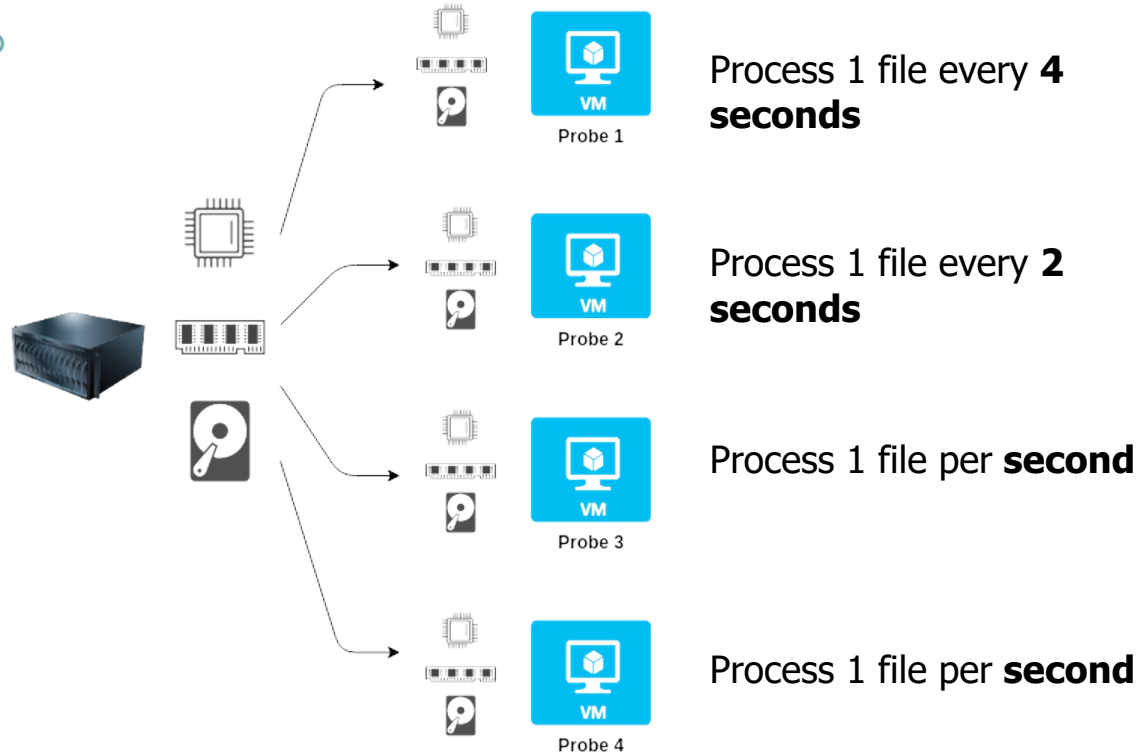 VM
Probe 1
Process 1 file every 4
seconds
VM
Probe 2
Process 1 file every 2
seconds
VM
Probe 3
Process 1 file per second
VM
Probe 4
Process 1 file per second